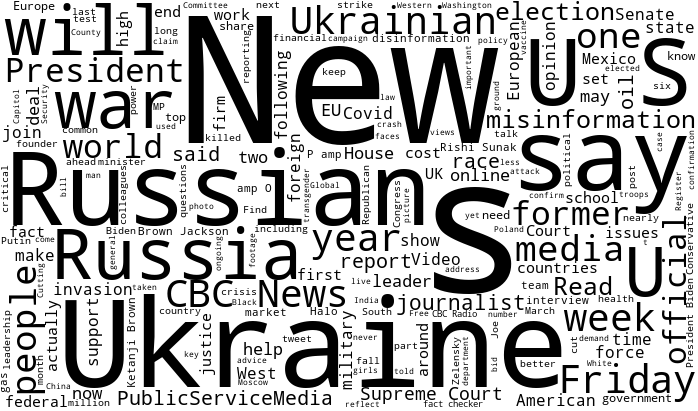 Europe last end work strike Western Washington
test high share financial campaign disinformation policy
County long claim Committee next
will Ukrainian election Senate
President New U S one state
know
reporting following keep important European opinion
Mexico
set oil
may
war deal Security Capitol power MP top used firm killed
EU Covid law crash faces views ground vaccine elected six
misinformation
join founder common world said two P amp House cost
Rishi Sunak talk race less attack
ahead minister foreign transgender Global UK online
say political post case confirmation
critical Russian bill man colleagues questions photo amp O Find
Republican Congress picture S yet need confirm troops
school nearly former
fact Biden Brown Jackson including Poland Court issues
Register Conservative
Putin come general ongoing footage year show media
t
make Russia report Video address countries U official President Biden
invasion taken first leader team Read
Cutting CBC News crisis Black live India journalist interview health
people leadership gas month actually support Ketanji Brown
country market Halo South Free CBC Radio number March week
Ukraine key justice tweet never part around Zelensky department
Joe bid cut demand time
China help advice fall girls told military force White
better
now West Moscow Friday
federal million PublicServiceMedia reflect Supreme Court fact checker American government